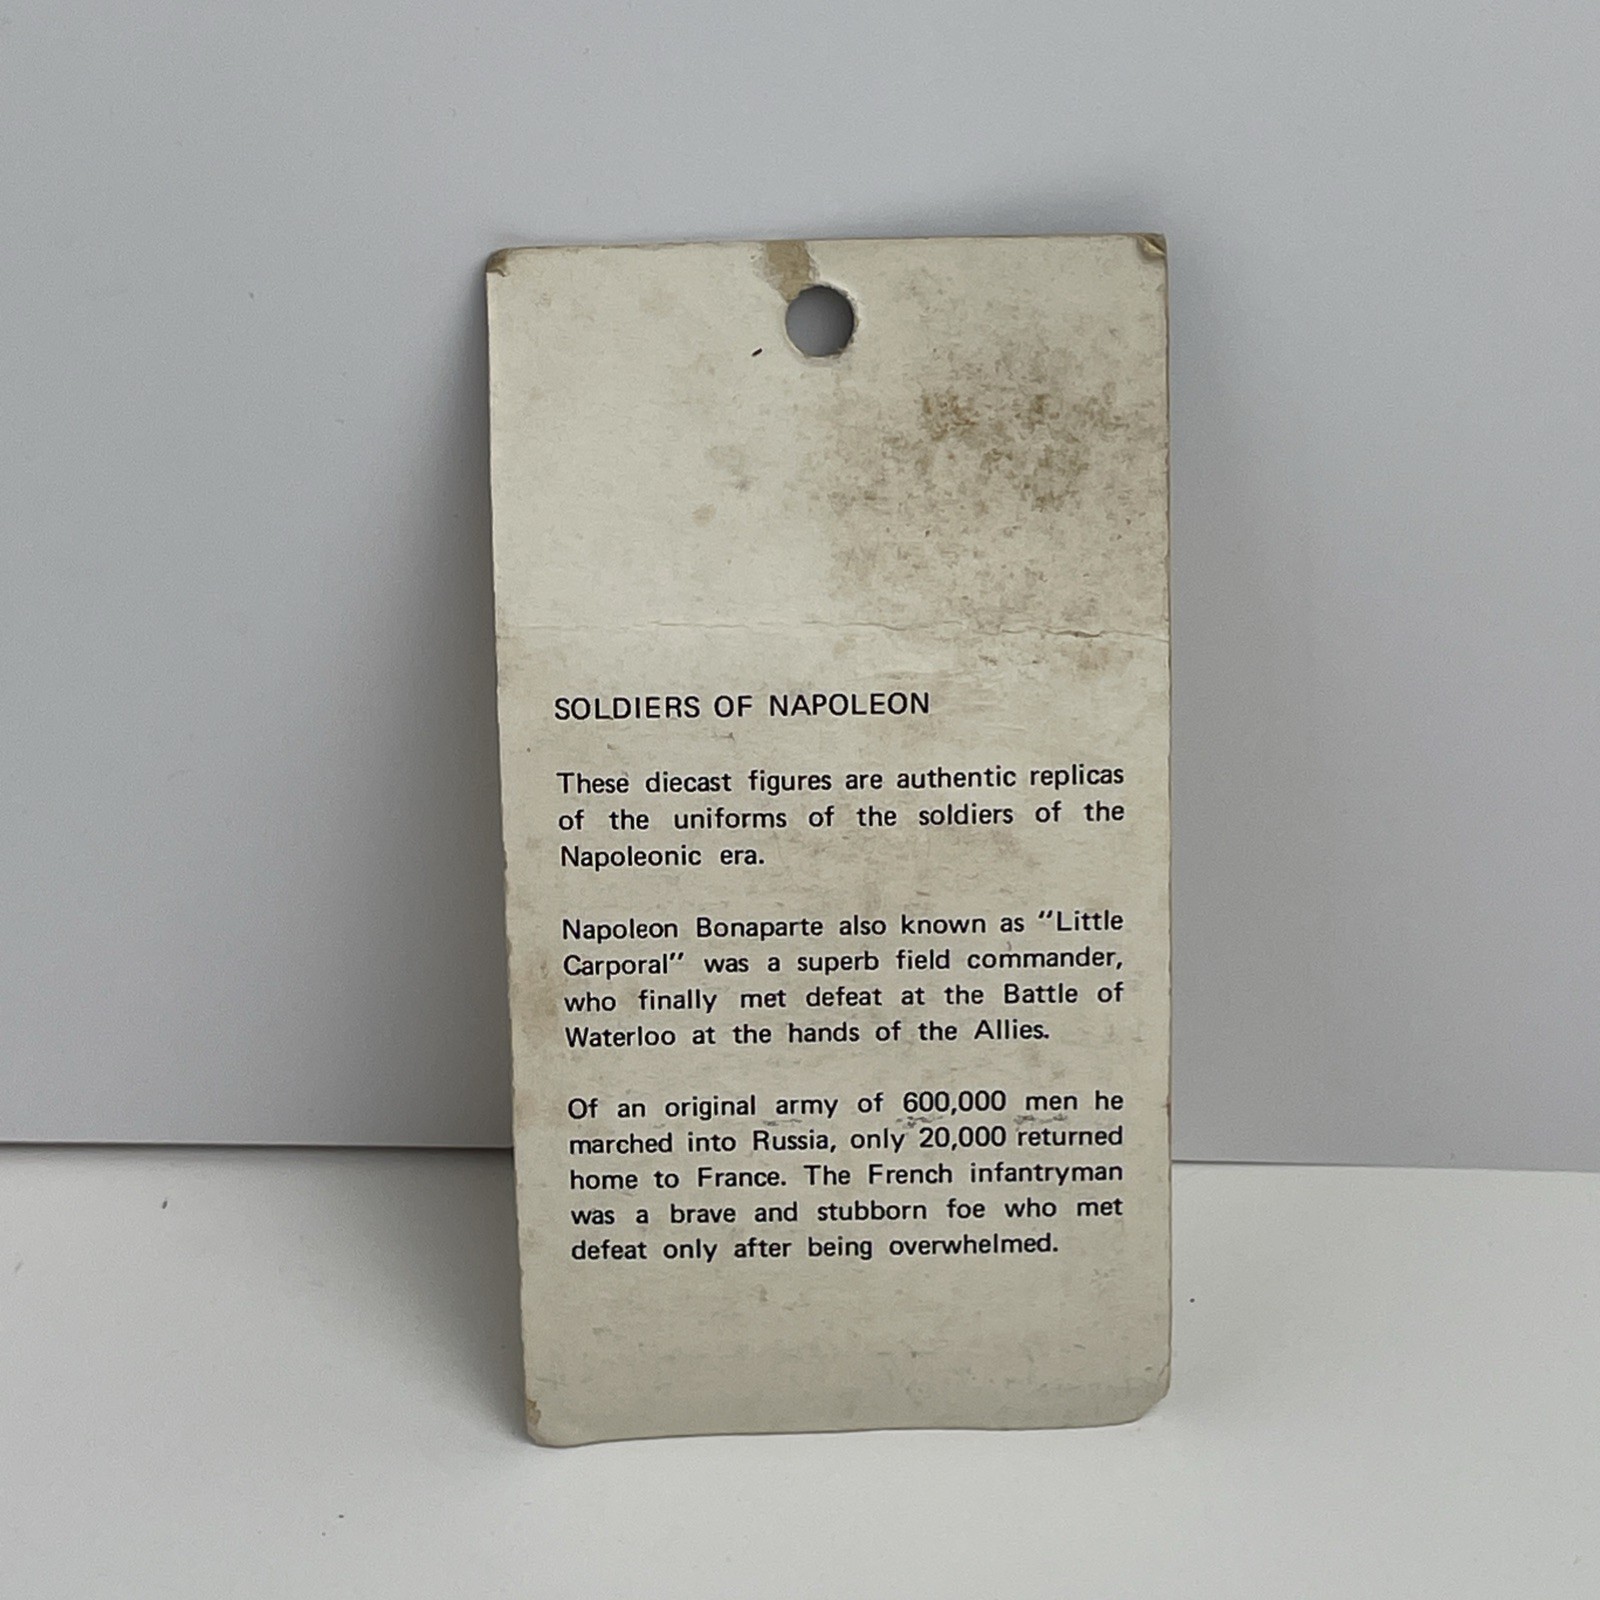 SOLDIERS OF NAPOLEON
These diecast figures are authentic replicas
of the uniforms of the soldiers of the
Napoleonic era.
Napoleon Bonaparte also known as "Little
Carporal" was a superb field commander,
who finally met defeat at the Battle of
Waterloo at the hands of the Allies.
Of an original army of 600,000 men he
marched into Russia, only 20,000 returned
home to France. The French infantryman
was a brave and stubborn foe who met
defeat only after being overwhelmed.